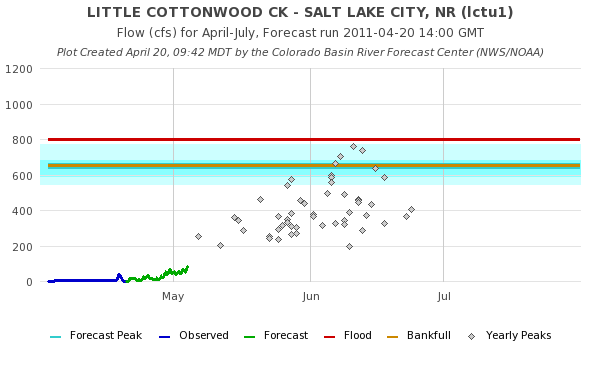 LITTLE COTTONWOOD CK - SALT LAKE CITY, NR (lctu1)
Flow (cfs) for April-July, Forecast run 2011-04-20 14:00 GMT
Plot Created April 20, 09:42 MDT by the Colorado Basin River Forecast Center (NWS/NOAA)
1200
1000
800
600
400
200
0
May Jun Jul
Forecast Peak Observed Forecast Flood Bankfull Yearly Peaks